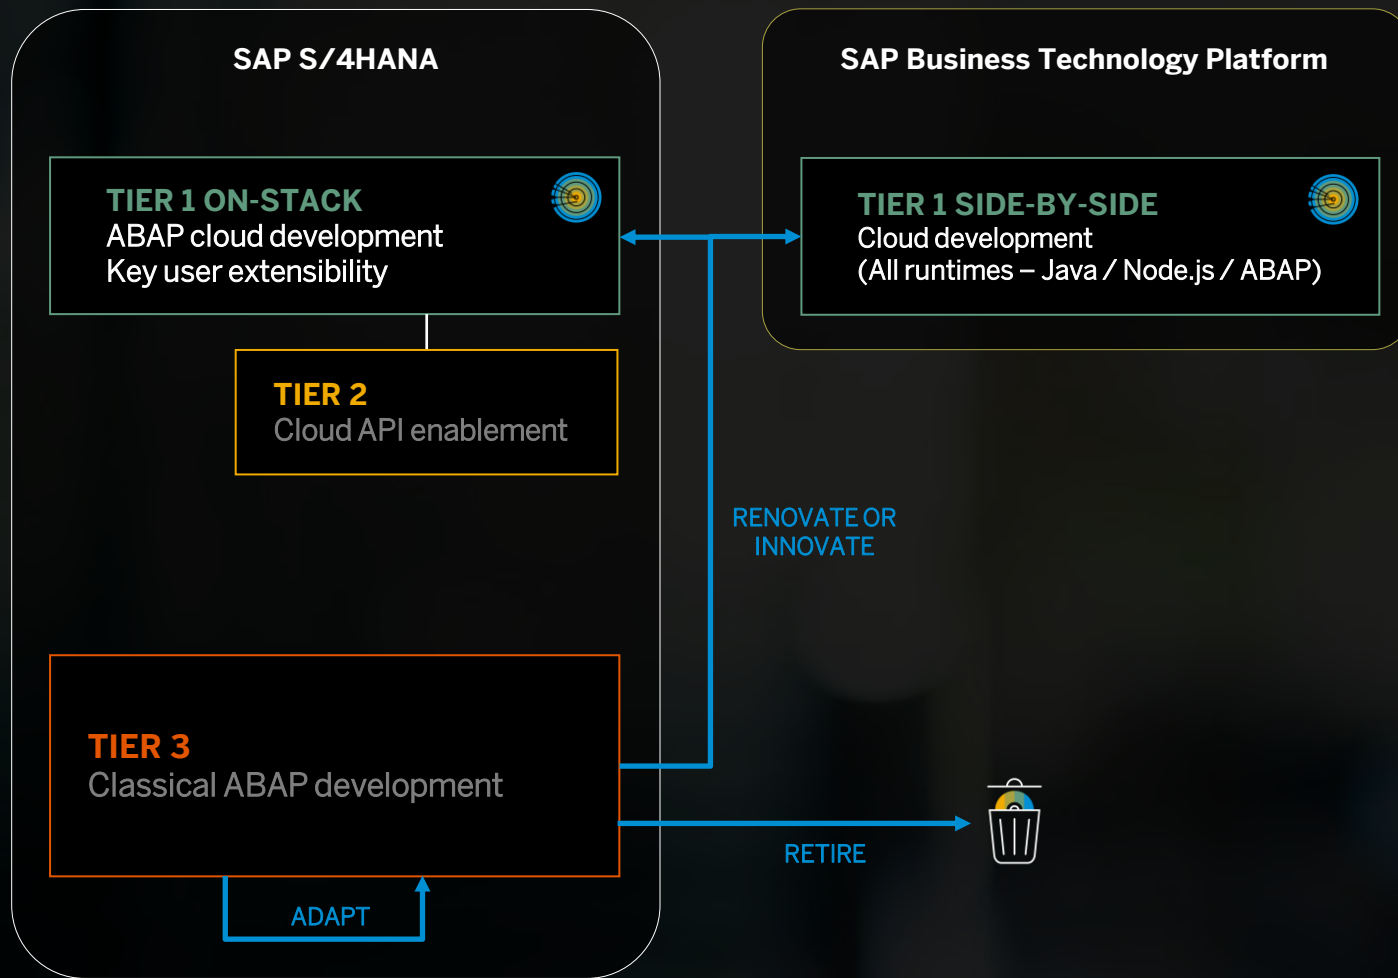 SAP S/4HANA
SAP Business Technology Platform
TIER 1 ON-STACK
ABAP cloud development
Key user extensibility
TIER 1 SIDE-BY-SIDE
Cloud development
(All runtimes – Java / Node.js / ABAP)
TIER 2
Cloud API enablement
RENOVATE OR
INNOVATE
TIER 3
Classical ABAP development
RETIRE
ADAPT